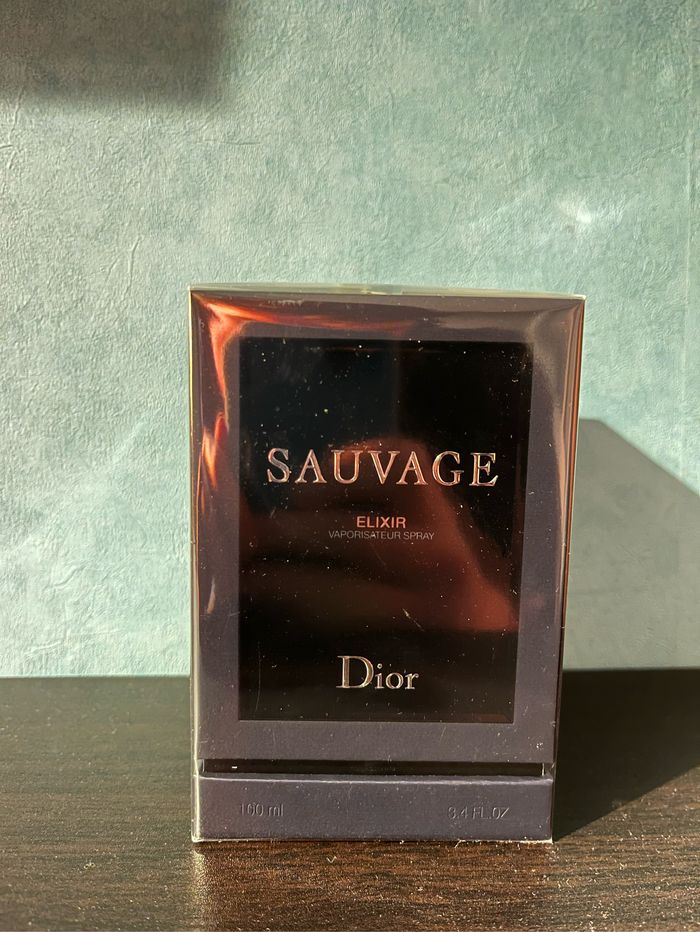 SAUVAGE
ELIXIR
VAPORISATEUR SPRAY
Dior
100 ml 3.4 FL.OZ